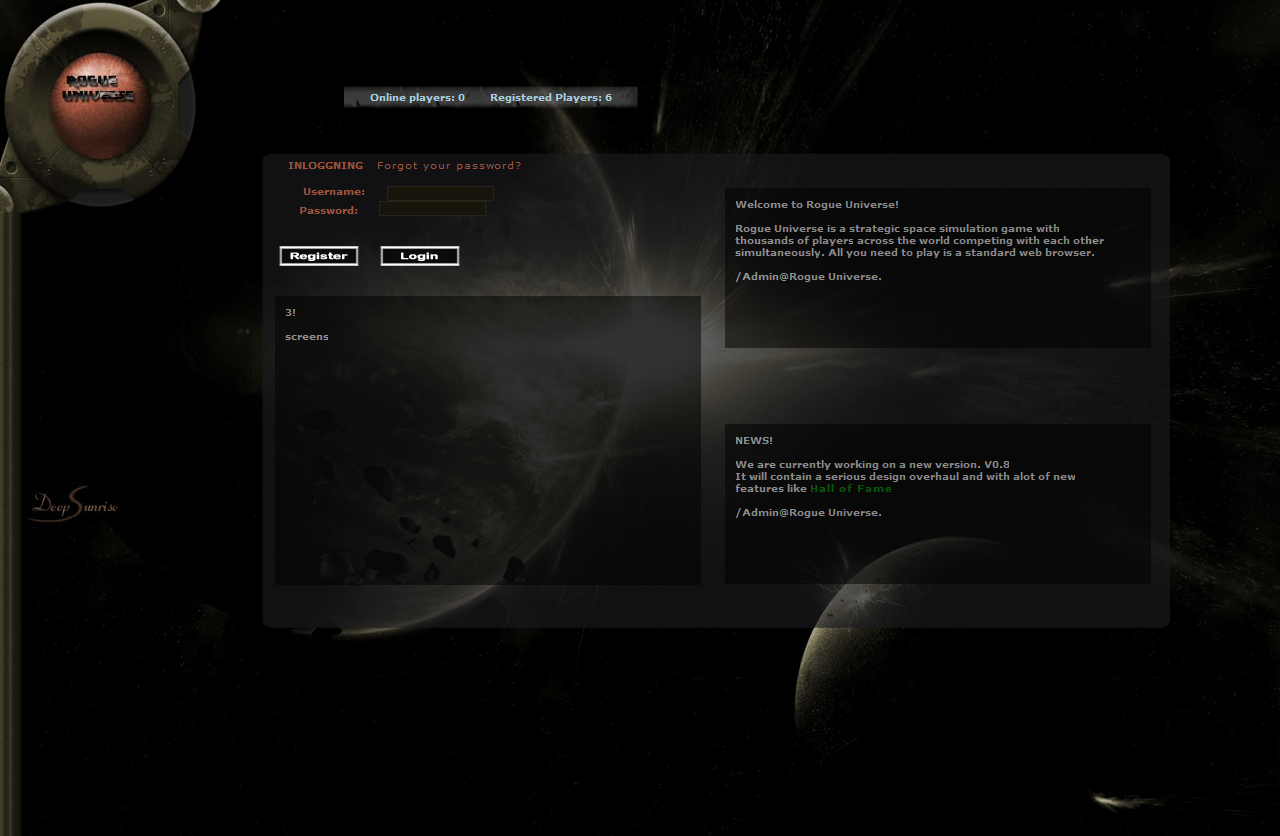 ROGUE
UNIVERSE
Online players: 0 Registered Players: 6
INLOGGNING Forgot your password?
Username:
Password:
Register Login
3!
screens
Welcome to Rogue Universe!
Rogue Universe is a strategic space simulation game with
thousands of players across the world competing with each other
simultaneously. All you need to play is a standard web browser.
/Admin@Rogue Universe.
NEWS!
We are currently working on a new version. V0.8
It will contain a serious design overhaul and with alot of new
features like Hall of Fame
/Admin@Rogue Universe.
DeepSunrise